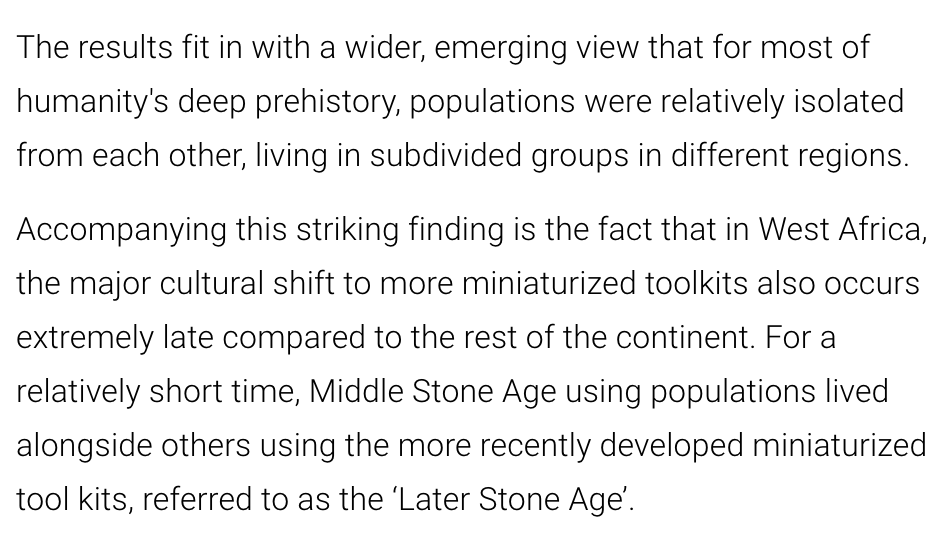 The results fit in with a wider, emerging view that for most of
humanity's deep prehistory, populations were relatively isolated
from each other, living in subdivided groups in different regions.
Accompanying this striking finding is the fact that in West Africa,
the major cultural shift to more miniaturized toolkits also occurs
extremely late compared to the rest of the continent. For a
relatively short time, Middle Stone Age using populations lived
alongside others using the more recently developed miniaturized
tool kits, referred to as the ‘Later Stone Age’.